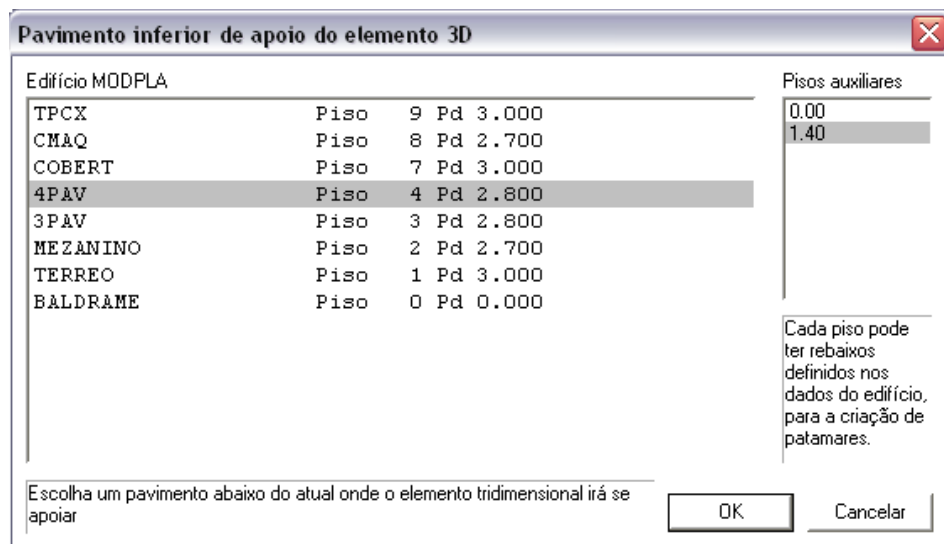 Pavimento inferior de apoio do elemento 3D
Edifício MODPLA
TPCX Piso 9 Pd 3.000
CMAQ Piso 8 Pd 2.700
COBERT Piso 7 Pd 3.000
4PAV Piso 4 Pd 2.800
3PAV Piso 3 Pd 2.800
MEZANINO Piso 2 Pd 2.700
TERREO Piso 1 Pd 3.000
BALDRAME Piso 0 Pd 0.000
Pisos auxiliares
0.00
1.40
Cada piso pode
ter rebaixos
definidos nos
dados do edifício,
para a criação de
patamares.
Escolha um pavimento abaixo do atual onde o elemento tridimensional irá se
apoiar
OK
Cancelar